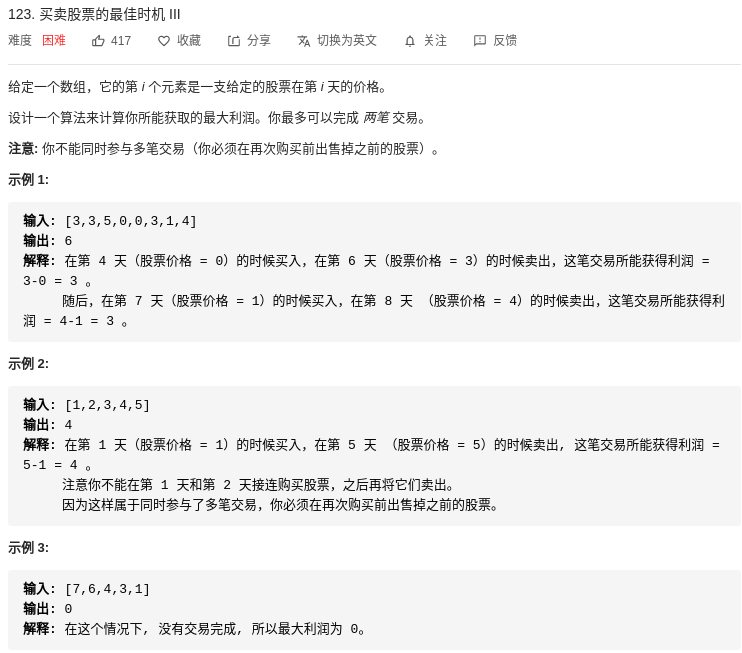 123. 买卖股票的最佳时机 III
难度 困难 417 收藏 分享 切换为英文 关注 反馈
给定一个数组，它的第 i 个元素是一支给定的股票在第 i 天的价格。
设计一个算法来计算你所能获取的最大利润。你最多可以完成 两笔 交易。
注意: 你不能同时参与多笔交易（你必须在再次购买前出售掉之前的股票）。
示例 1:
输入: [3,3,5,0,0,3,1,4]
输出: 6
解释: 在第 4 天（股票价格 = 0）的时候买入，在第 6 天（股票价格 = 3）的时候卖出，这笔交易所能获得利润 =
3-0 = 3 。
随后，在第 7 天（股票价格 = 1）的时候买入，在第 8 天 （股票价格 = 4）的时候卖出，这笔交易所能获得利
润 = 4-1 = 3 。
示例 2:
输入: [1,2,3,4,5]
输出: 4
解释: 在第 1 天（股票价格 = 1）的时候买入，在第 5 天 （股票价格 = 5）的时候卖出, 这笔交易所能获得利润 =
5-1 = 4 。
注意你不能在第 1 天和第 2 天接连购买股票，之后再将它们卖出。
因为这样属于同时参与了多笔交易，你必须在再次购买前出售掉之前的股票。
示例 3:
输入: [7,6,4,3,1]
输出: 0
解释: 在这个情况下, 没有交易完成, 所以最大利润为 0。